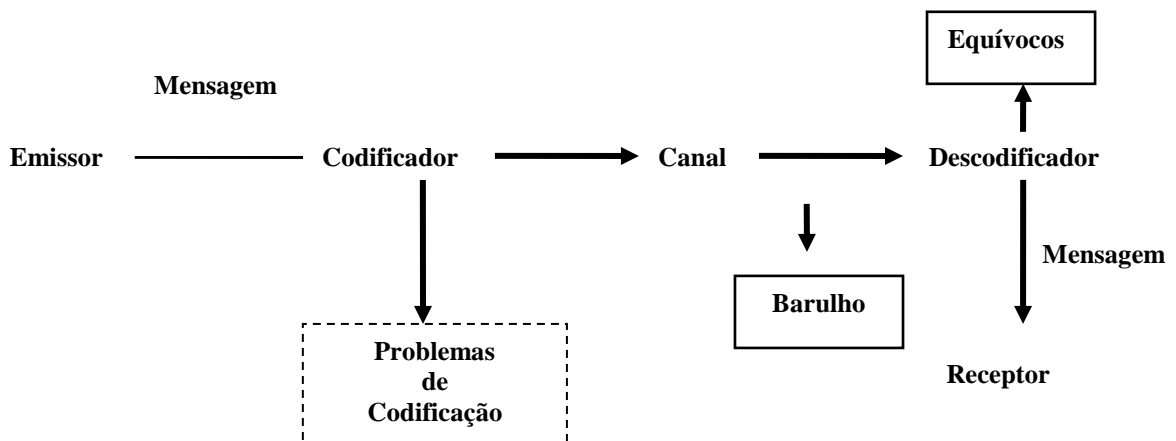 Equívocos
Mensagem
Emissor
Codificador
Canal
Descodificador
Mensagem
Barulho
Problemas
de
Codificação
Receptor